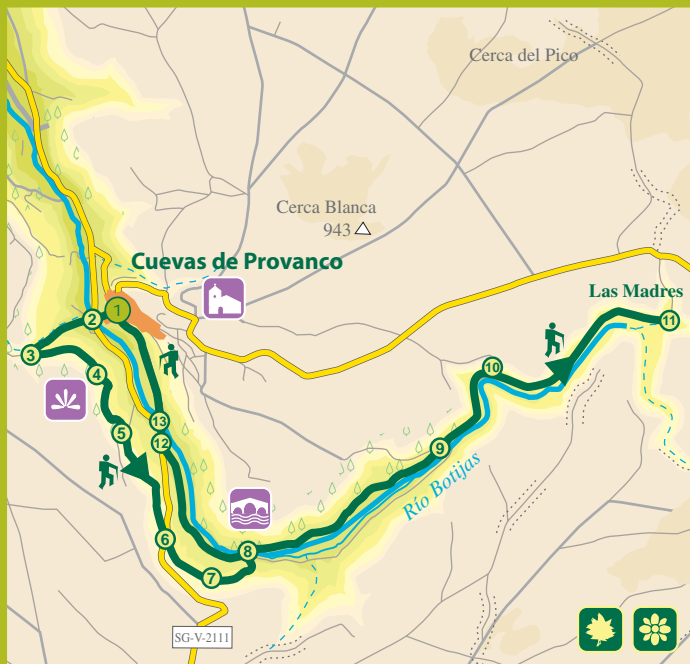 Cerca del Pico
Cerca Blanca
943
Cuevas de Provanco
Las Madres
1
2
11
3
10
4
13
5
12
9
Río Botijas
6
8
7
SG-V-2111